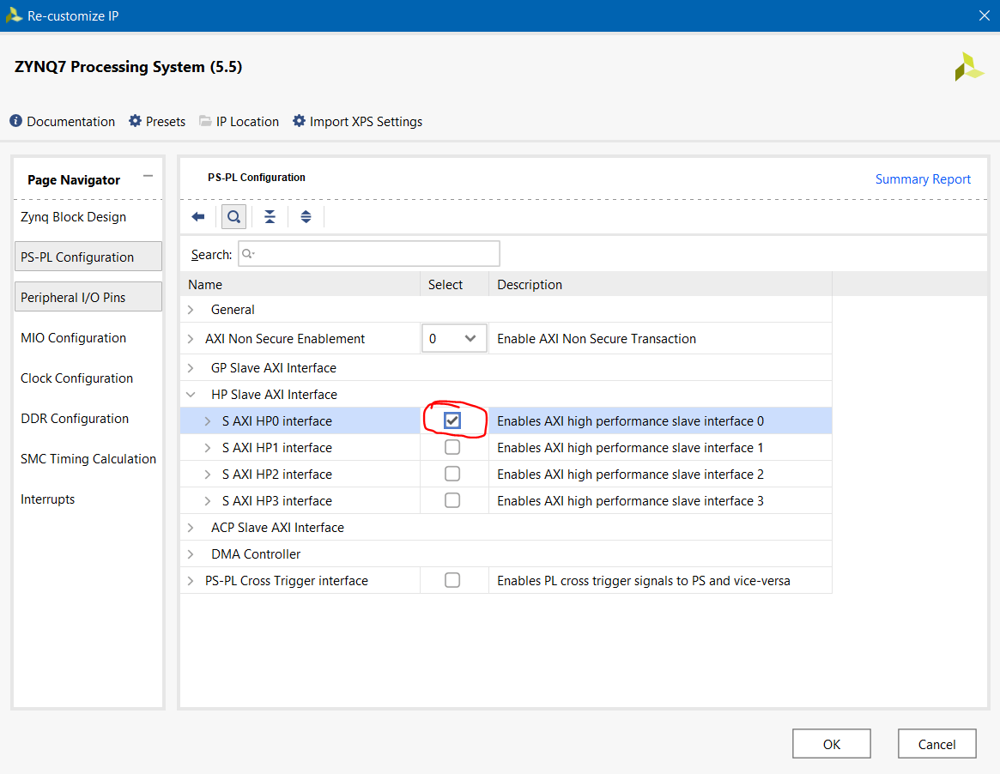 Re-customize IP
ZYNQ7 Processing System (5.5)
Documentation Presets IP Location Import XPS Settings
Page Navigator
Zynq Block Design
PS-PL Configuration
Peripheral I/O Pins
MIO Configuration
Clock Configuration
DDR Configuration
SMC Timing Calculation
Interrupts
PS-PL Configuration
Summary Report
Search:
Name Select Description
General
AXI Non Secure Enablement 0 Enable AXI Non Secure Transaction
GP Slave AXI Interface
HP Slave AXI Interface
S AXI HP0 interface Enables AXI high performance slave interface 0
S AXI HP1 interface Enables AXI high performance slave interface 1
S AXI HP2 interface Enables AXI high performance slave interface 2
S AXI HP3 interface Enables AXI high performance slave interface 3
ACP Slave AXI Interface
DMA Controller
PS-PL Cross Trigger interface Enables PL cross trigger signals to PS and vice-versa
OK Cancel